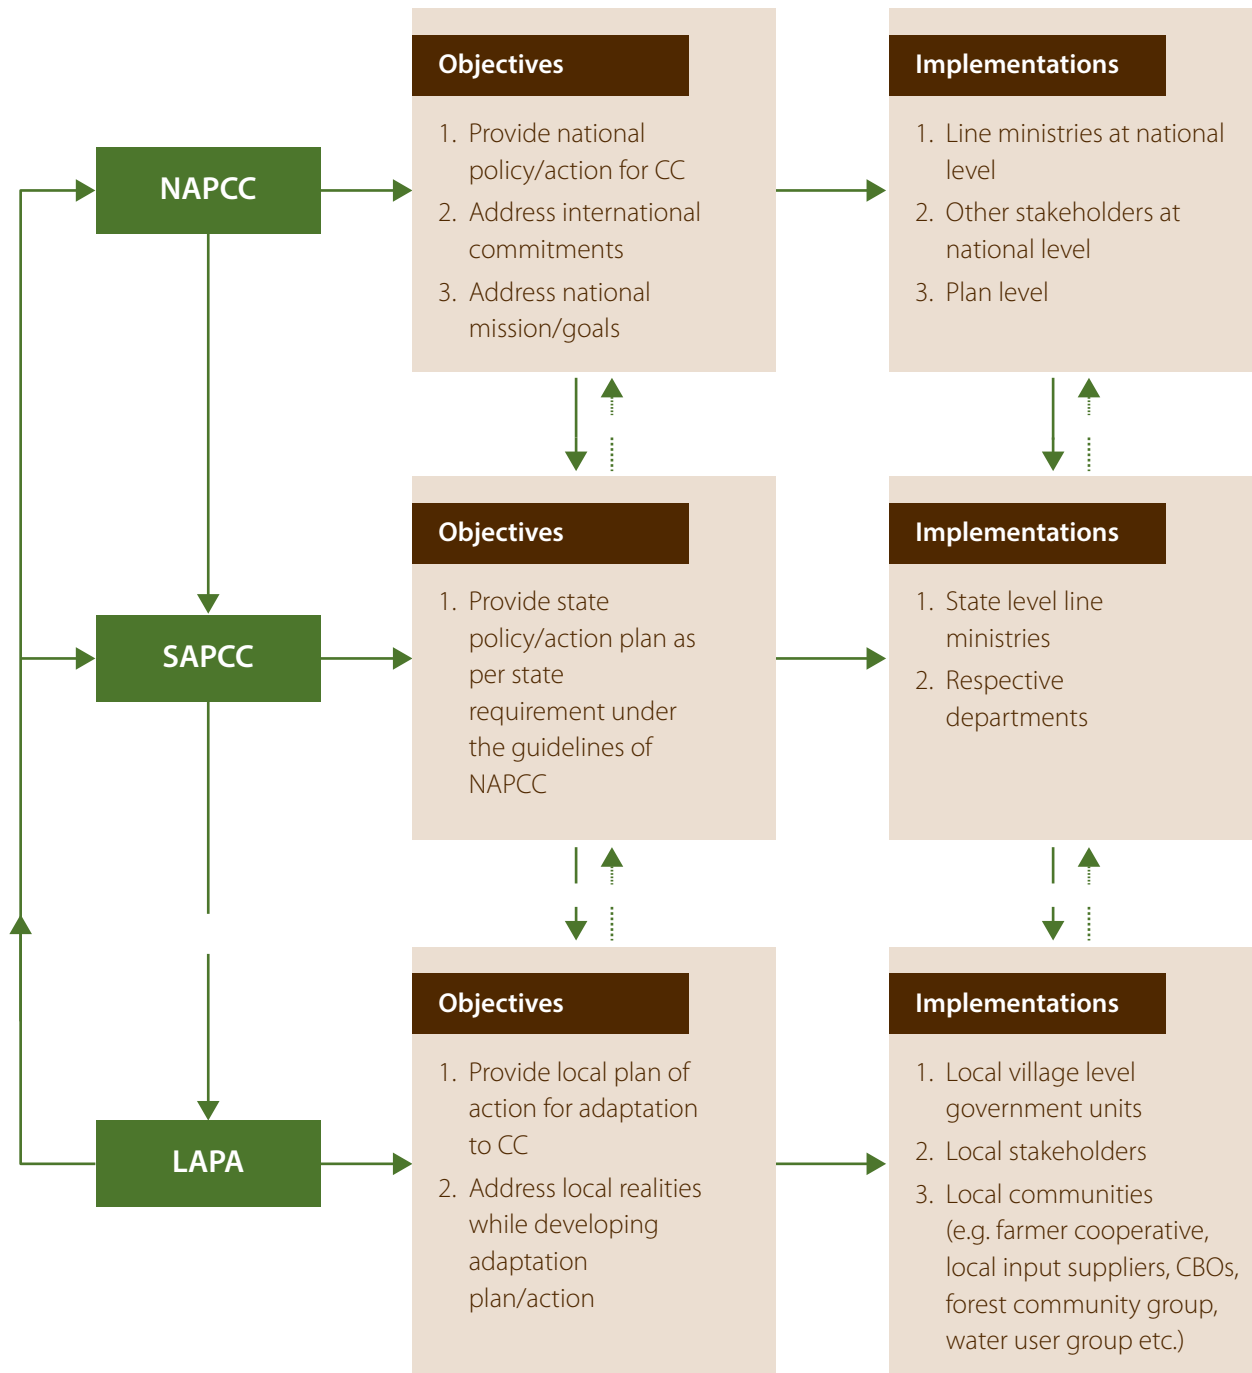 NAPCC
Objectives
1. Provide national
policy/action for CC
2. Address international
commitments
3. Address national
mission/goals
Implementations
1. Line ministries at national
level
2. Other stakeholders at
national level
3. Plan level
SAPCC
Objectives
1. Provide state
policy/action plan as
per state
requirement under
the guidelines of
NAPCC
Implementations
1. State level line
ministries
2. Respective
departments
LAPA
Objectives
1. Provide local plan of
action for adaptation
to CC
2. Address local realities
while developing
adaptation
plan/action
Implementations
1. Local village level
government units
2. Local stakeholders
3. Local communities
(e.g. farmer cooperative,
local input suppliers, CBOs,
forest community group,
water user group etc.)